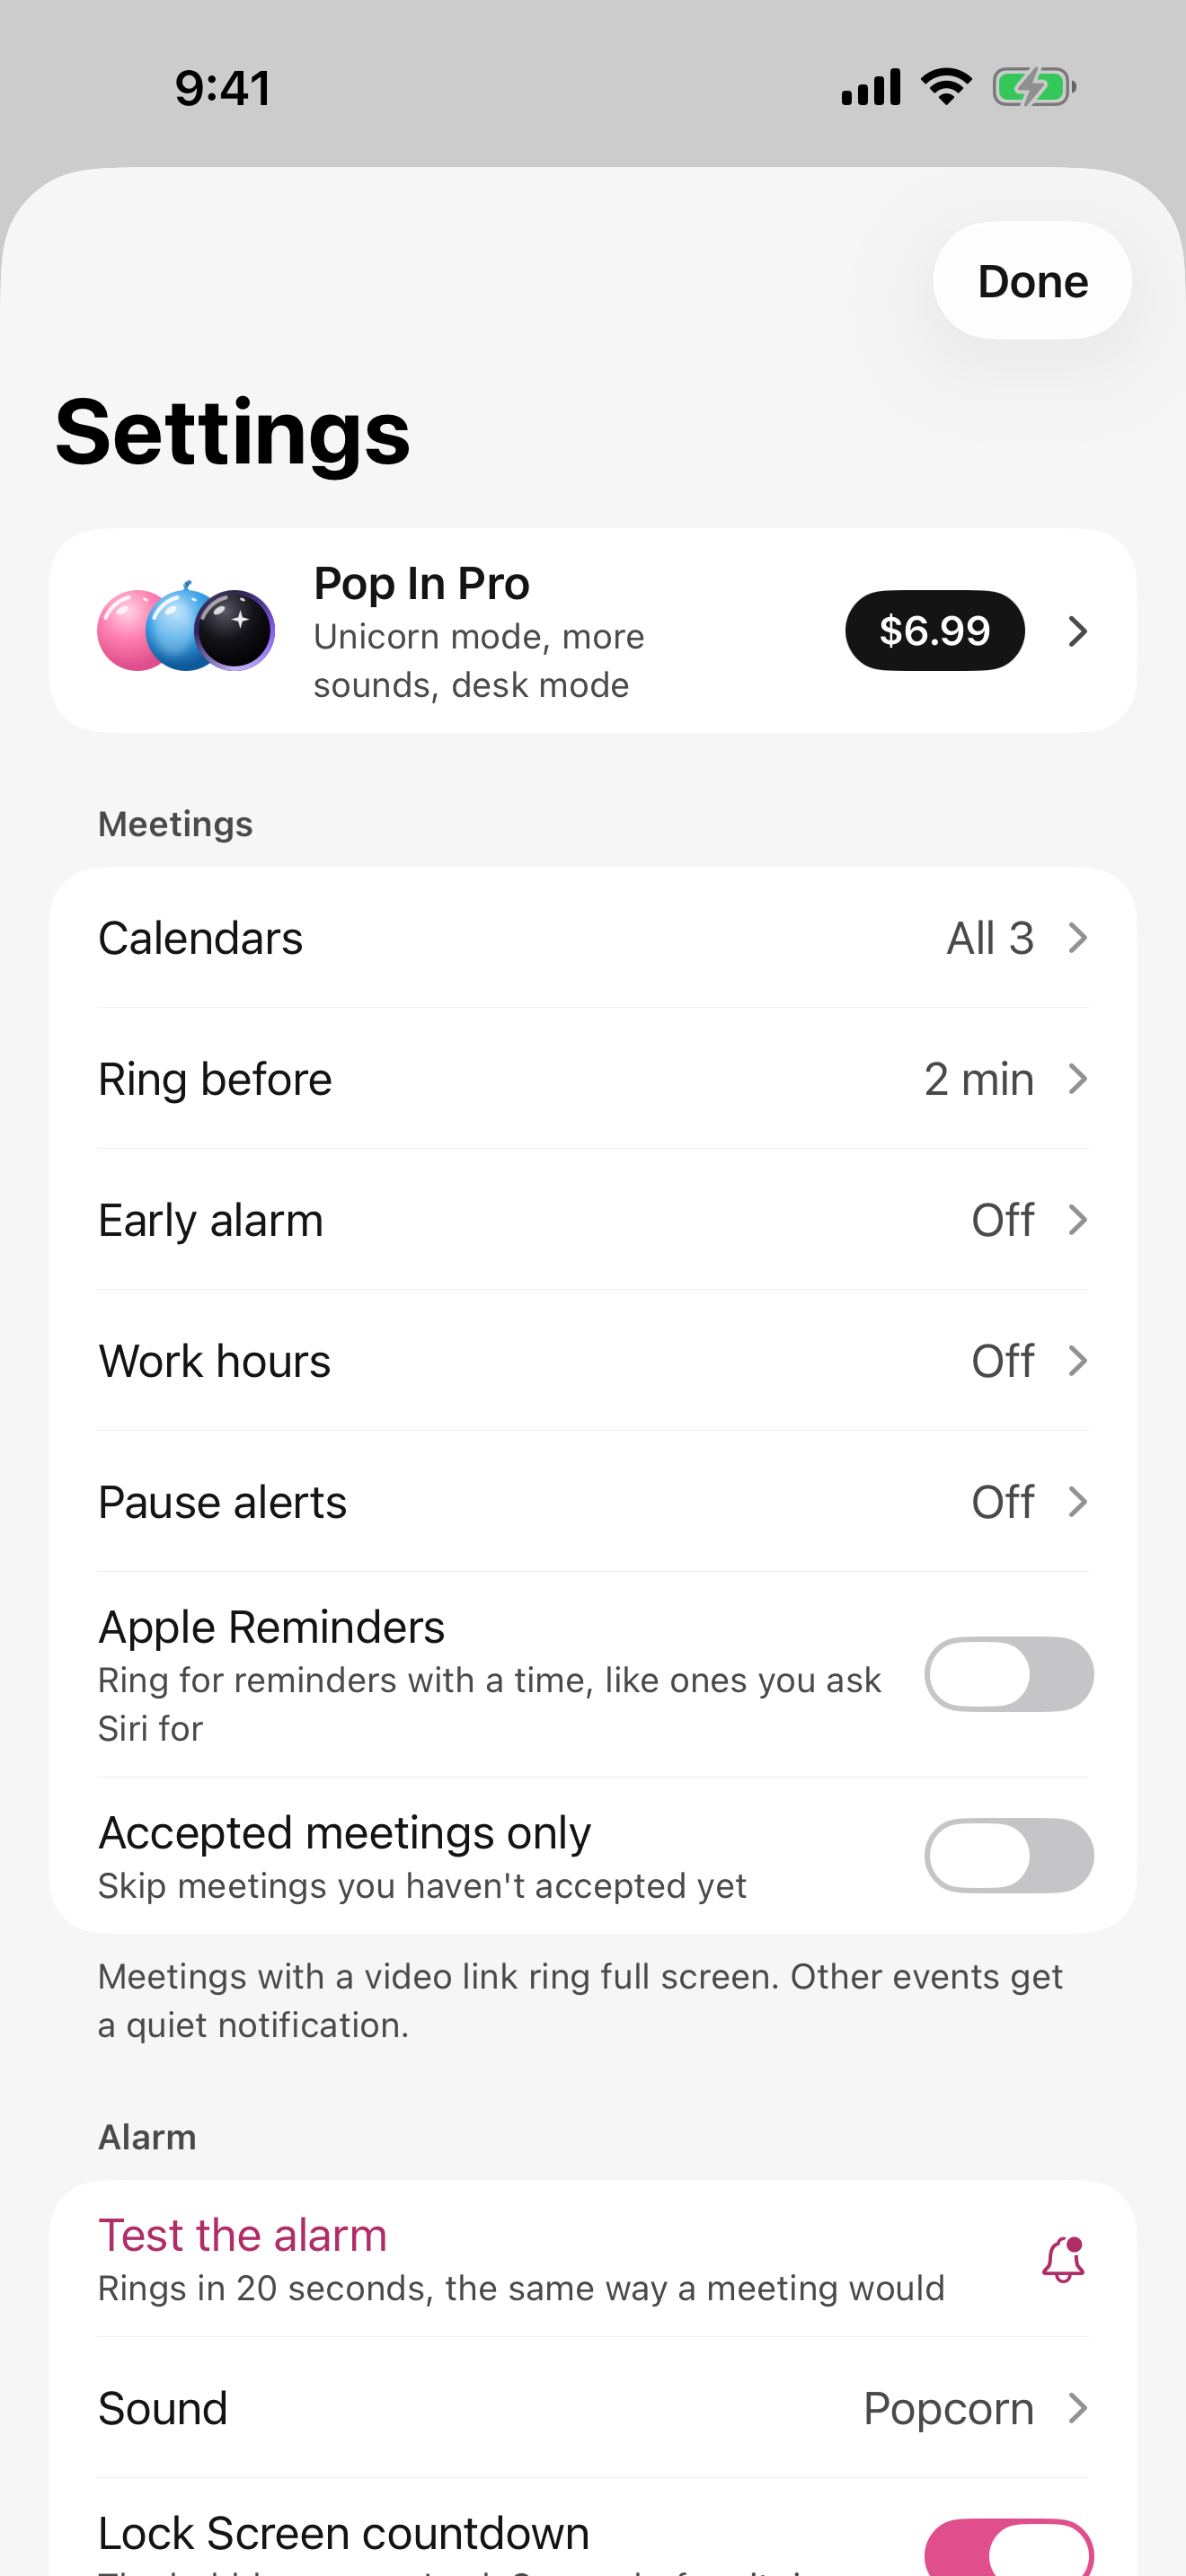 9:41
Done
Settings
Pop In Pro
Unicorn mode, more
sounds, desk mode
$6.99
Meetings
Calendars
All 3
Ring before
2 min
Early alarm
Off
Work hours
Off
Pause alerts
Off
Apple Reminders
Ring for reminders with a time, like ones you ask
Siri for
Accepted meetings only
Skip meetings you haven't accepted yet
Meetings with a video link ring full screen. Other events get
a quiet notification.
Alarm
Test the alarm
Rings in 20 seconds, the same way a meeting would
Sound
Popcorn
Lock Screen countdown